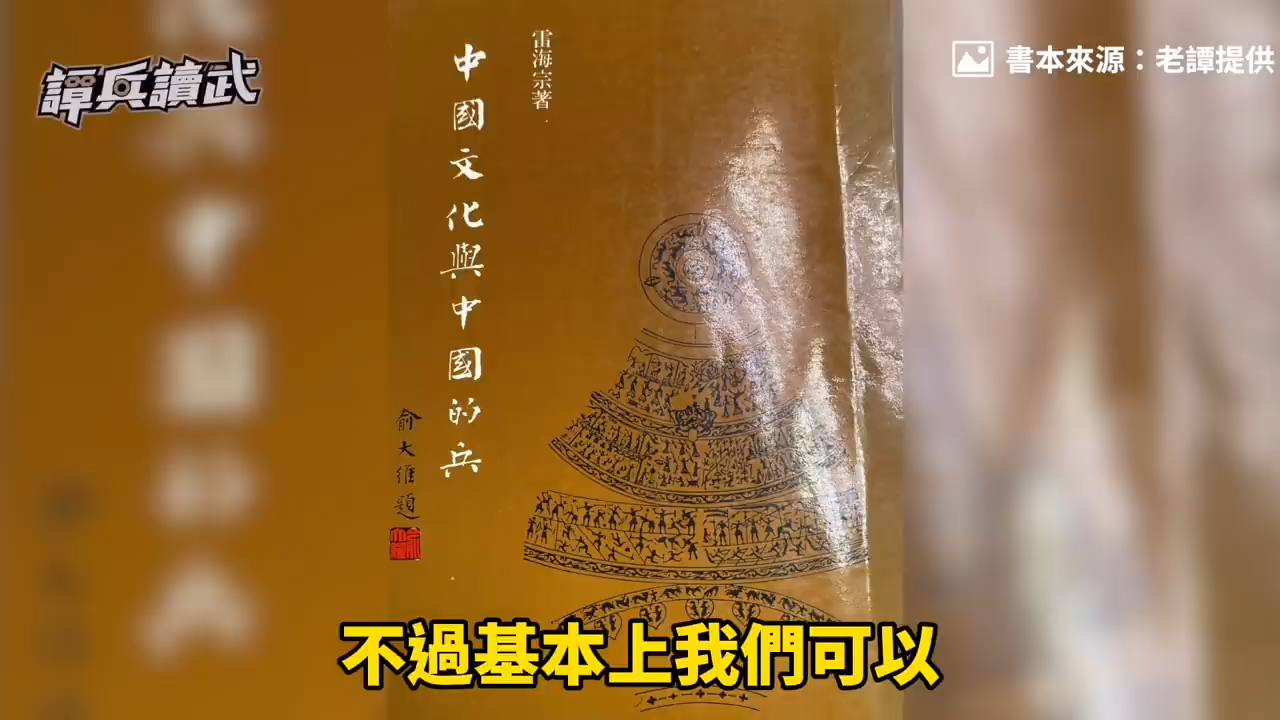 譚兵讀武
書本來源：老譚提供
雷海宗著
中國文化與中國的兵
俞大維題
不過基本上我們可以